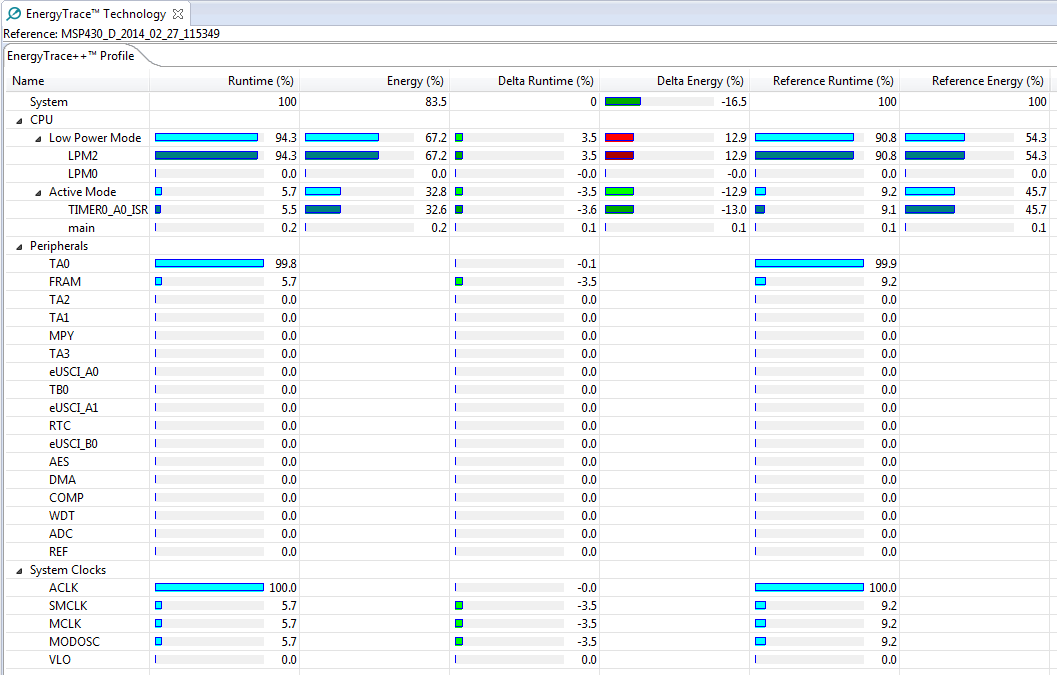 EnergyTrace™ Technology
Reference: MSP430_D_2014_02_27_115349
EnergyTrace++™ Profile
Name Runtime (%) Energy (%) Delta Runtime (%) Delta Energy (%) Reference Runtime (%) Reference Energy (%)
System 100 83.5 0 -16.5 100 100
CPU
Low Power Mode 94.3 67.2 3.5 12.9 90.8 54.3
LPM2 94.3 67.2 3.5 12.9 90.8 54.3
LPM0 0.0 0.0 -0.0 -0.0 0.0 0.0
Active Mode 5.7 32.8 -3.5 -12.9 9.2 45.7
TIMER0_A0_ISR 5.5 32.6 -3.6 -13.0 9.1 45.7
main 0.2 0.2 0.1 0.1 0.1 0.1
Peripherals
TA0 99.8 -0.1 99.9
FRAM 5.7 -3.5 9.2
TA2 0.0 0.0 0.0
TA1 0.0 0.0 0.0
MPY 0.0 0.0 0.0
TA3 0.0 0.0 0.0
eUSCI_A0 0.0 0.0 0.0
TB0 0.0 0.0 0.0
eUSCI_A1 0.0 0.0 0.0
RTC 0.0 0.0 0.0
eUSCI_B0 0.0 0.0 0.0
AES 0.0 0.0 0.0
DMA 0.0 0.0 0.0
COMP 0.0 0.0 0.0
WDT 0.0 0.0 0.0
ADC 0.0 0.0 0.0
REF 0.0 0.0 0.0
System Clocks
ACLK 100.0 -0.0 100.0
SMCLK 5.7 -3.5 9.2
MCLK 5.7 -3.5 9.2
MODOSC 5.7 -3.5 9.2
VLO 0.0 0.0 0.0